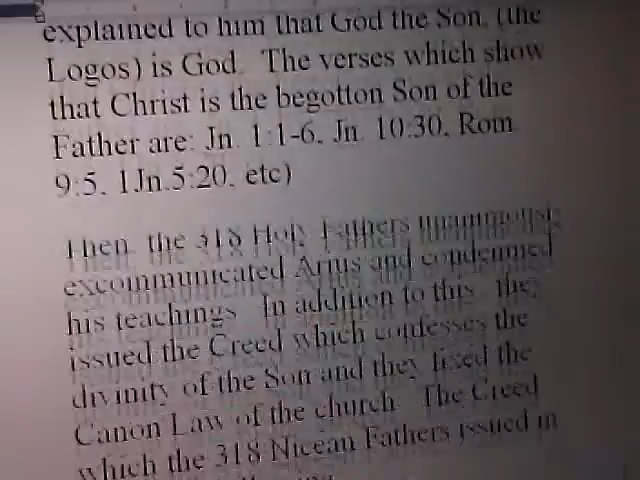 explained to him that God the Son, (the
Logos) is God. The verses which show
that Christ is the begotton Son of the
Father are: Jn. 1:1-6, Jn. 10:30, Rom
9:5, 1Jn.5:20, etc)
Then, the 318 Holy Fathers unanimously
excommunicated Arius and condemned
his teachings. In addition to this, they
issued the Creed which confesses the
divinity of the Son and they fixed the
Canon Law of the church. The Creed
which the 318 Nicean Fathers issued in